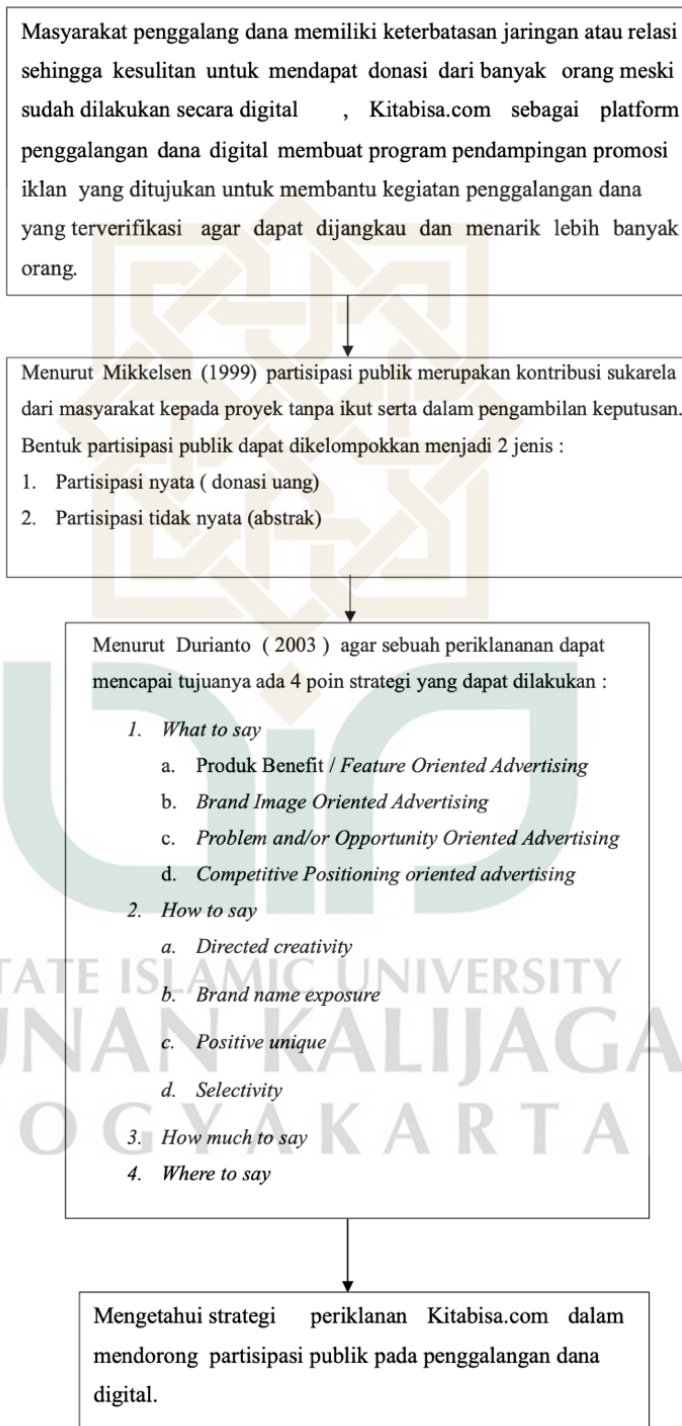 Masyarakat penggalang dana memiliki keterbatasan jaringan atau relasi
sehingga kesulitan untuk mendapat donasi dari banyak orang meski
sudah dilakukan secara digital , Kitabisa.com sebagai platform
penggalangan dana digital membuat program pendampingan promosi
iklan yang ditujukan untuk membantu kegiatan penggalangan dana
yang terverifikasi agar dapat dijangkau dan menarik lebih banyak
orang.
Menurut Mikkelsen (1999) partisipasi publik merupakan kontribusi sukarela
dari masyarakat kepada proyek tanpa ikut serta dalam pengambilan keputusan.
Bentuk partisipasi publik dapat dikelompokkan menjadi 2 jenis :
1. Partisipasi nyata ( donasi uang)
2. Partisipasi tidak nyata (abstrak)
Menurut Durianto ( 2003 ) agar sebuah periklananan dapat
mencapai tujuanya ada 4 poin strategi yang dapat dilakukan :
1. What to say
a. Produk Benefit / Feature Oriented Advertising
b. Brand Image Oriented Advertising
c. Problem and/or Opportunity Oriented Advertising
d. Competitive Positioning oriented advertising
2. How to say
a. Directed creativity
b. Brand name exposure
c. Positive unique
d. Selectivity
3. How much to say
4. Where to say
TATE ISLAMIC UNIVERSITY
UNAN KALIJAGA
OGYAKARTA
Mengetahui strategi periklanan Kitabisa.com dalam
mendorong partisipasi publik pada penggalangan dana
digital.